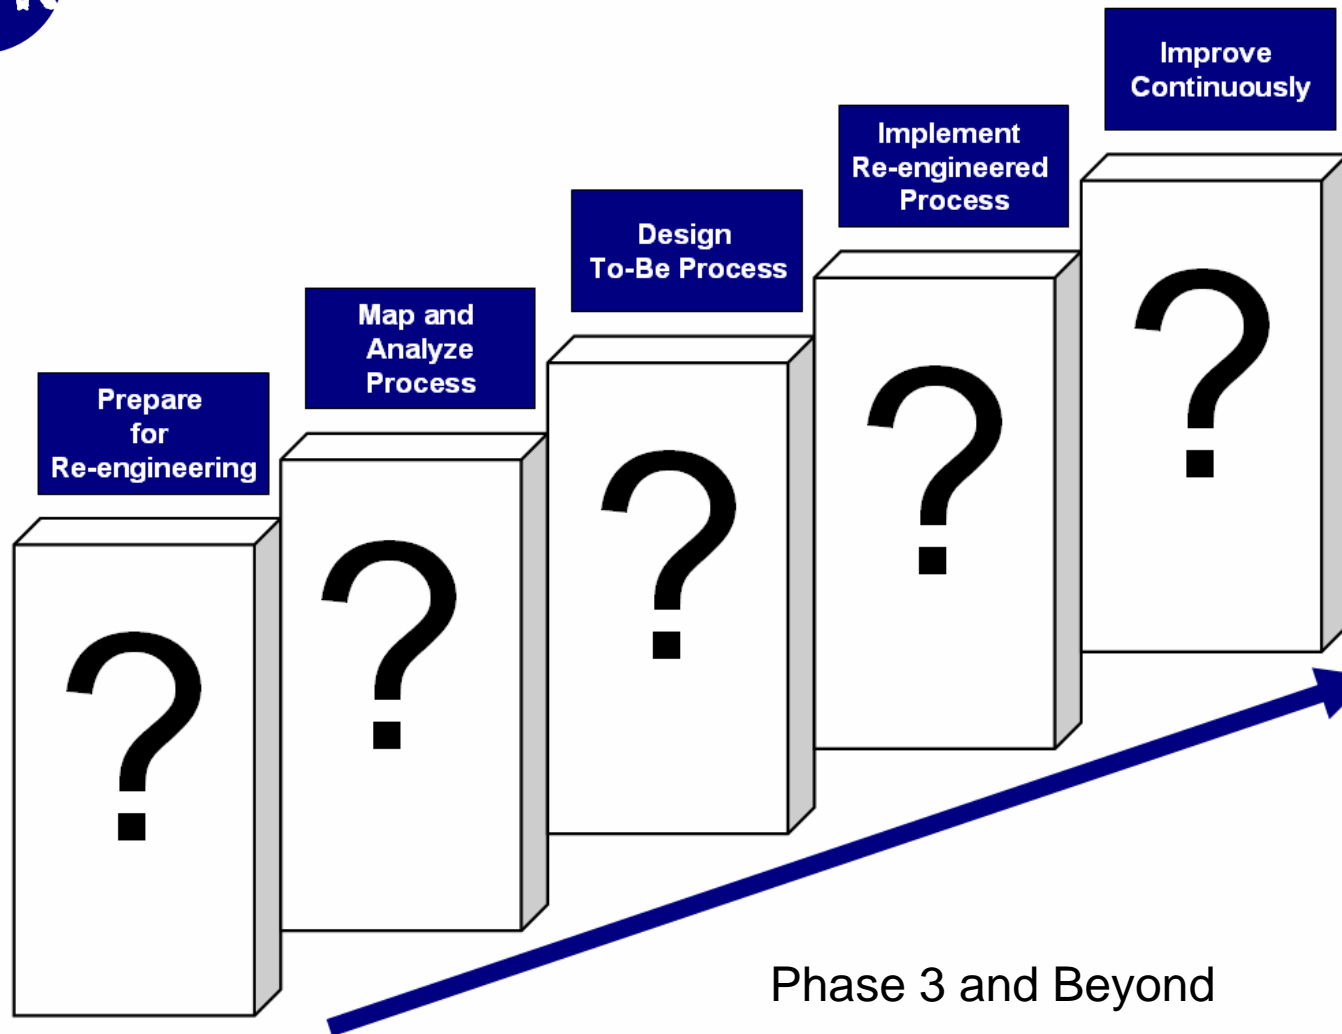 Prepare
for
Re-engineering
?
Map and
Analyze
Process
?
Design
To-Be Process
?
Implement
Re-engineered
Process
?
Improve
Continuously
?
Phase 3 and Beyond